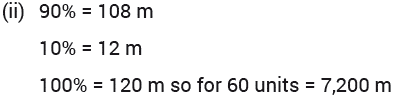 (ii) 90% = 108 m
10% = 12 m
100% = 120 m so for 60 units = 7,200 m